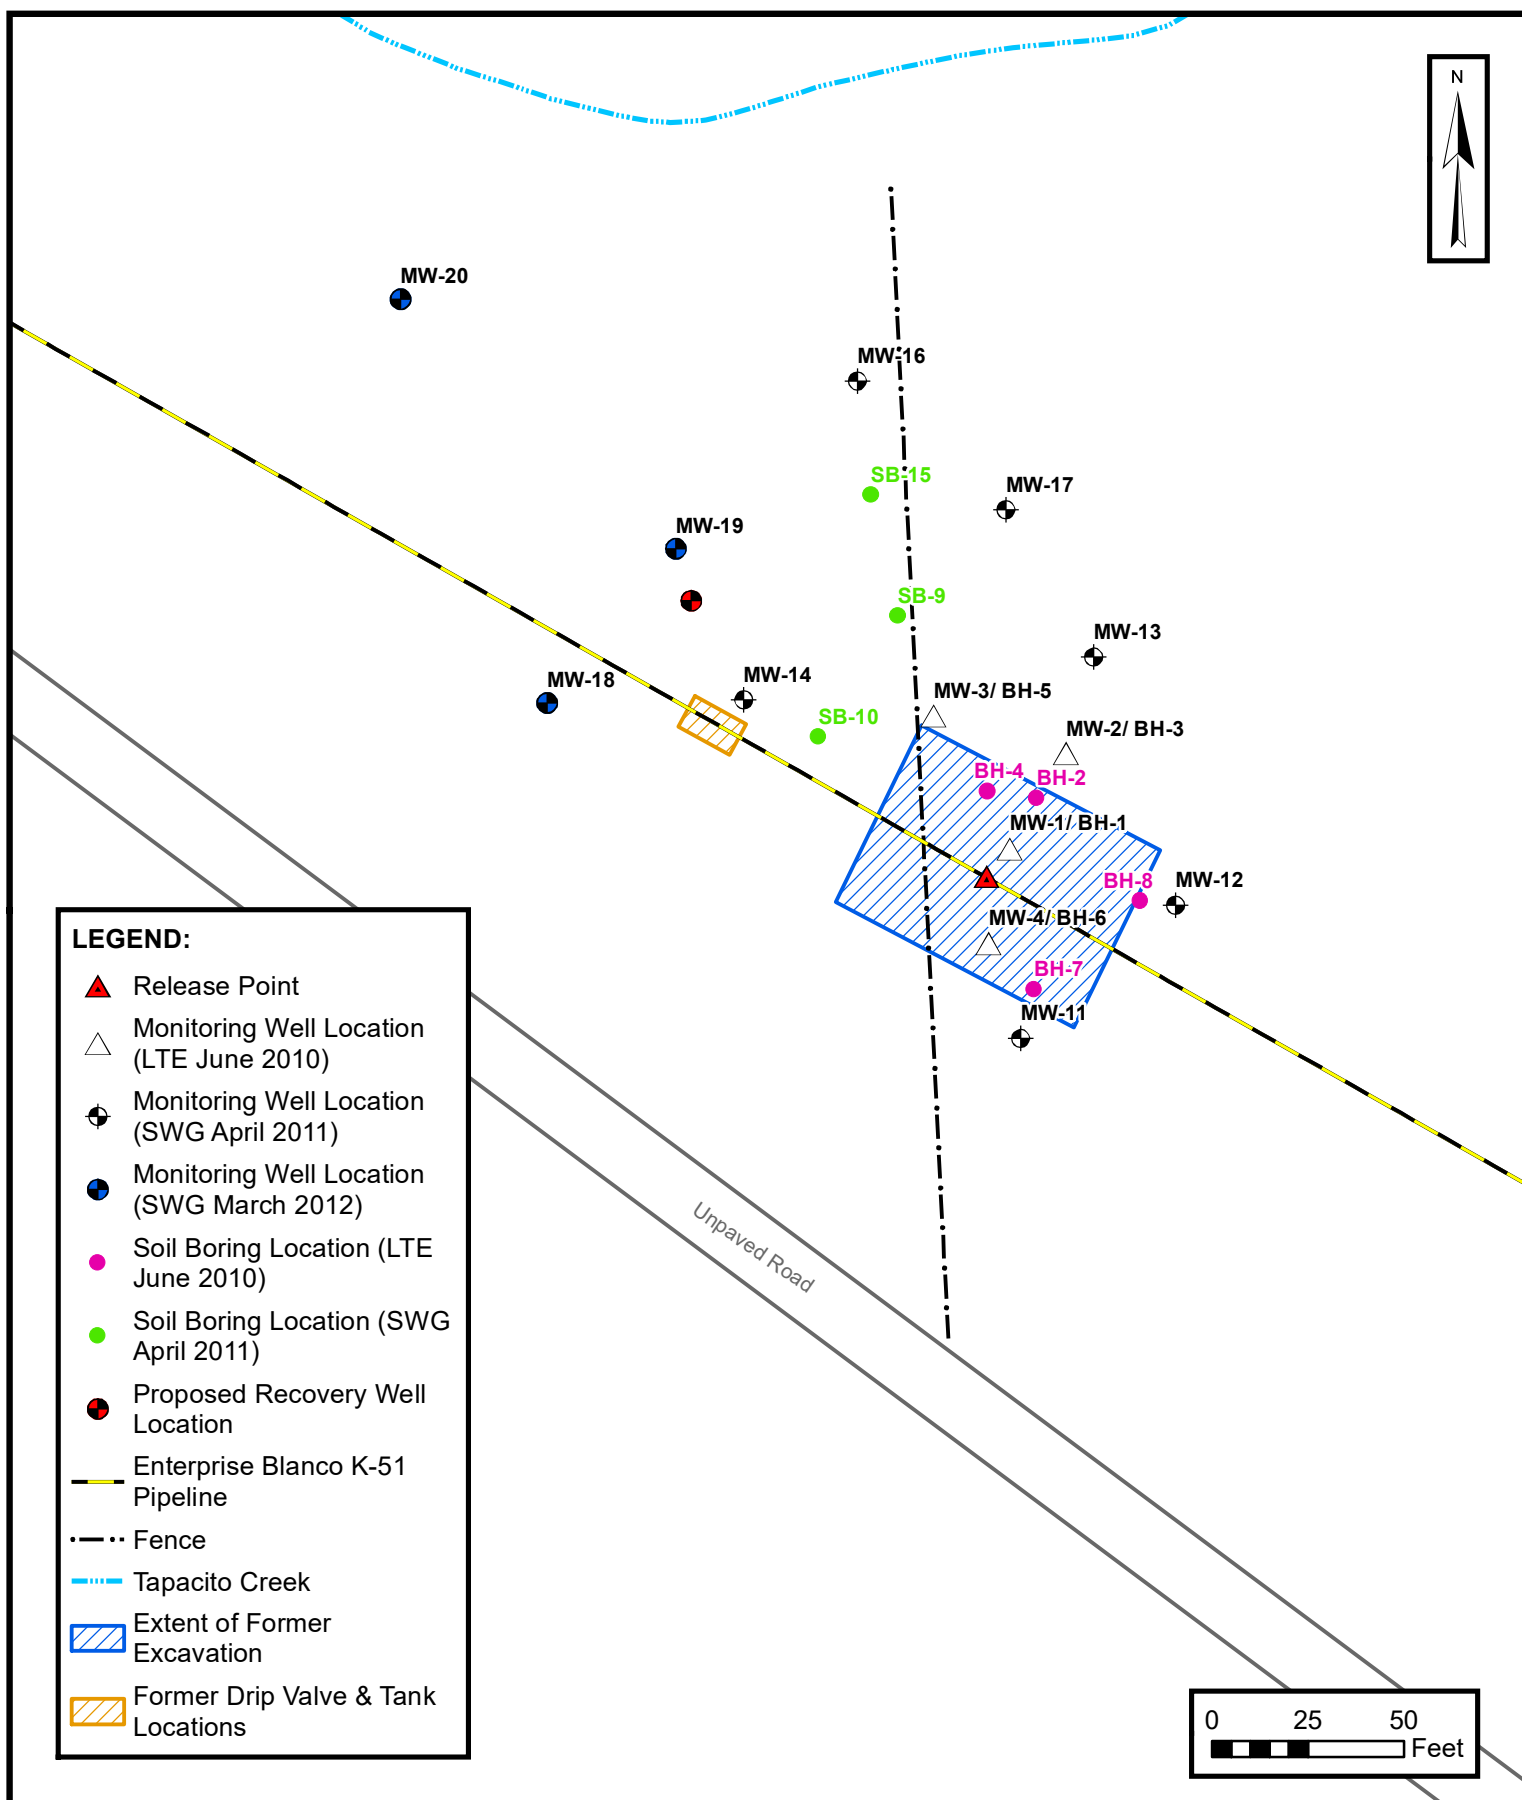 N
MW-20
MW-16
SB-15
MW-17
MW-19
SB-9
MW-13
MW-18
MW-14
MW-3/ BH-5
SB-10
MW-2/ BH-3
BH-4
BH-2
MW-1/ BH-1
BH-8
MW-12
MW-4/ BH-6
BH-7
MW-11
Unpaved Road
LEGEND:
Release Point
Monitoring Well Location
(LTE June 2010)
Monitoring Well Location
(SWG April 2011)
Monitoring Well Location
(SWG March 2012)
Soil Boring Location (LTE
June 2010)
Soil Boring Location (SWG
April 2011)
Proposed Recovery Well
Location
Enterprise Blanco K-51
Pipeline
Fence
Tapacito Creek
Extent of Former
Excavation
Former Drip Valve & Tank
Locations
0 25 50
Feet